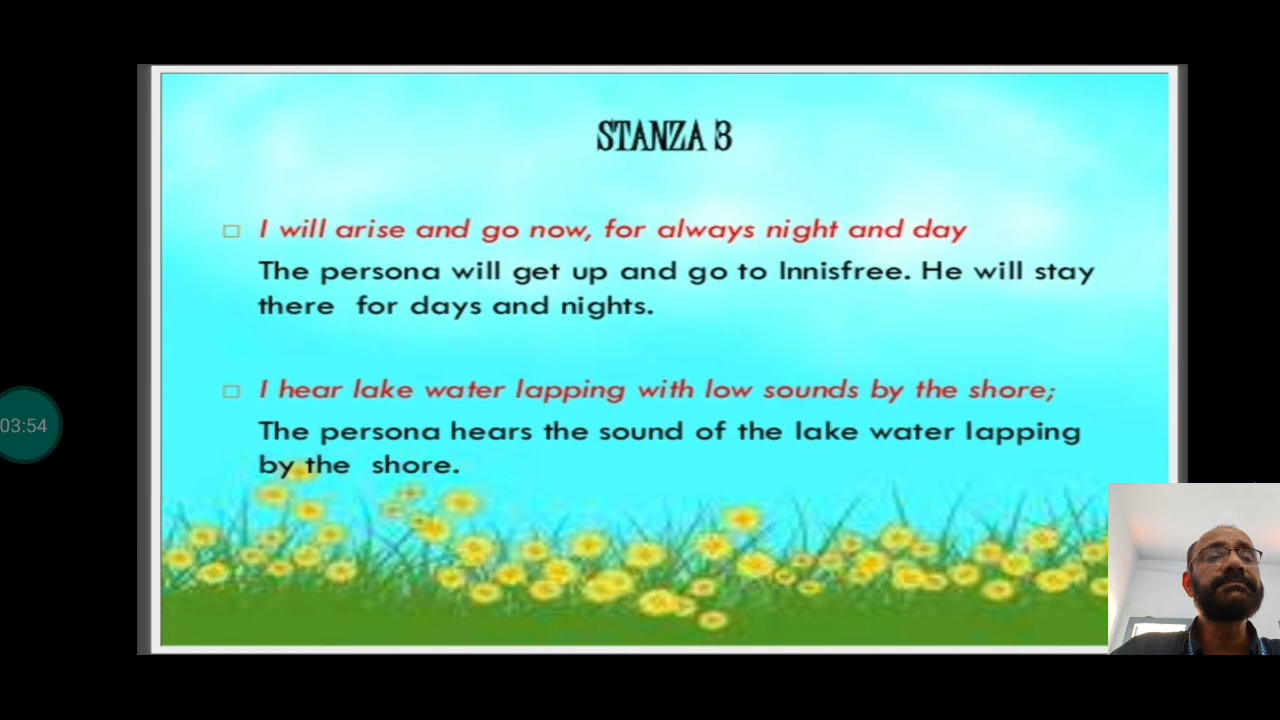 STANZA 3
I will arise and go now, for always night and day
The persona will get up and go to Innisfree. He will stay
there for days and nights.
I hear lake water lapping with low sounds by the shore;
The persona hears the sound of the lake water lapping
by the shore.
03:54